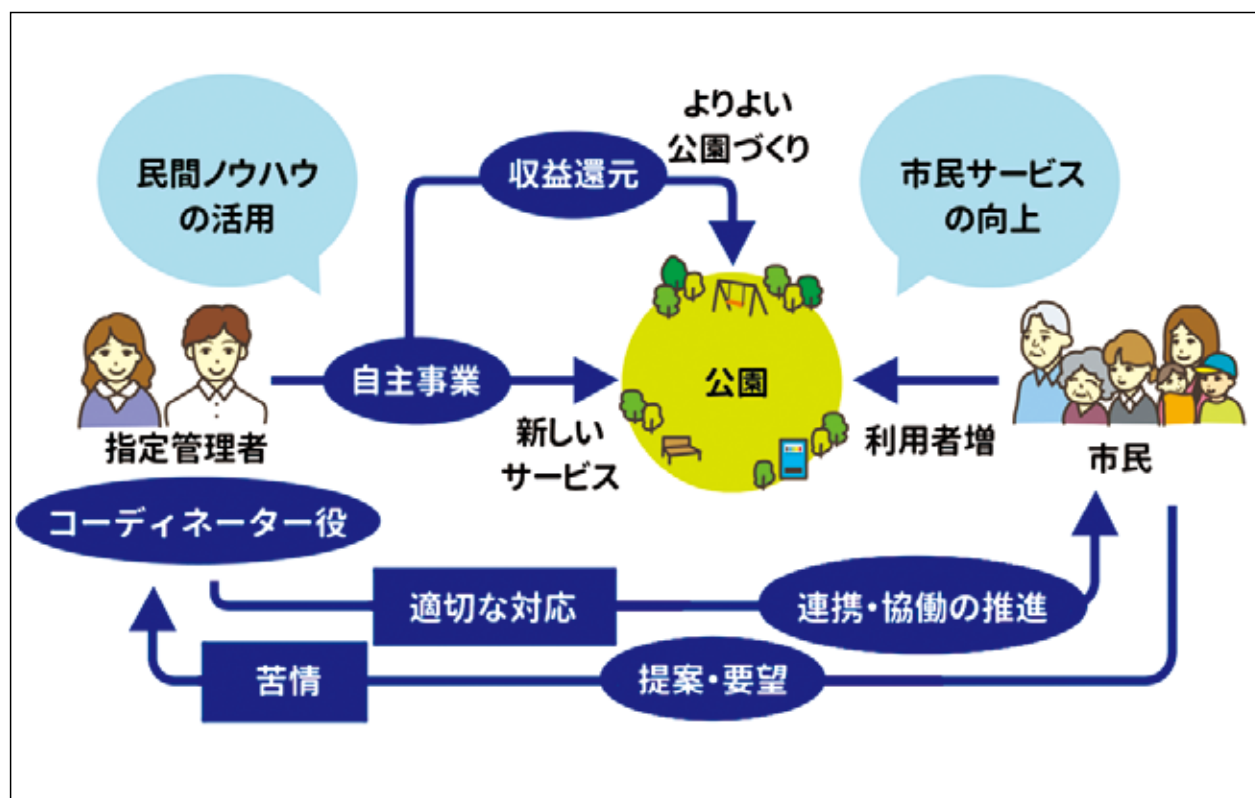 民間ノウハウ
の活用
収益還元
よりよい
公園づくり
市民サービス
の向上
自主事業
公園
新しい
サービス
利用者増
指定管理者
市民
コーディネーター役
適切な対応
連携・協働の推進
苦情
提案・要望